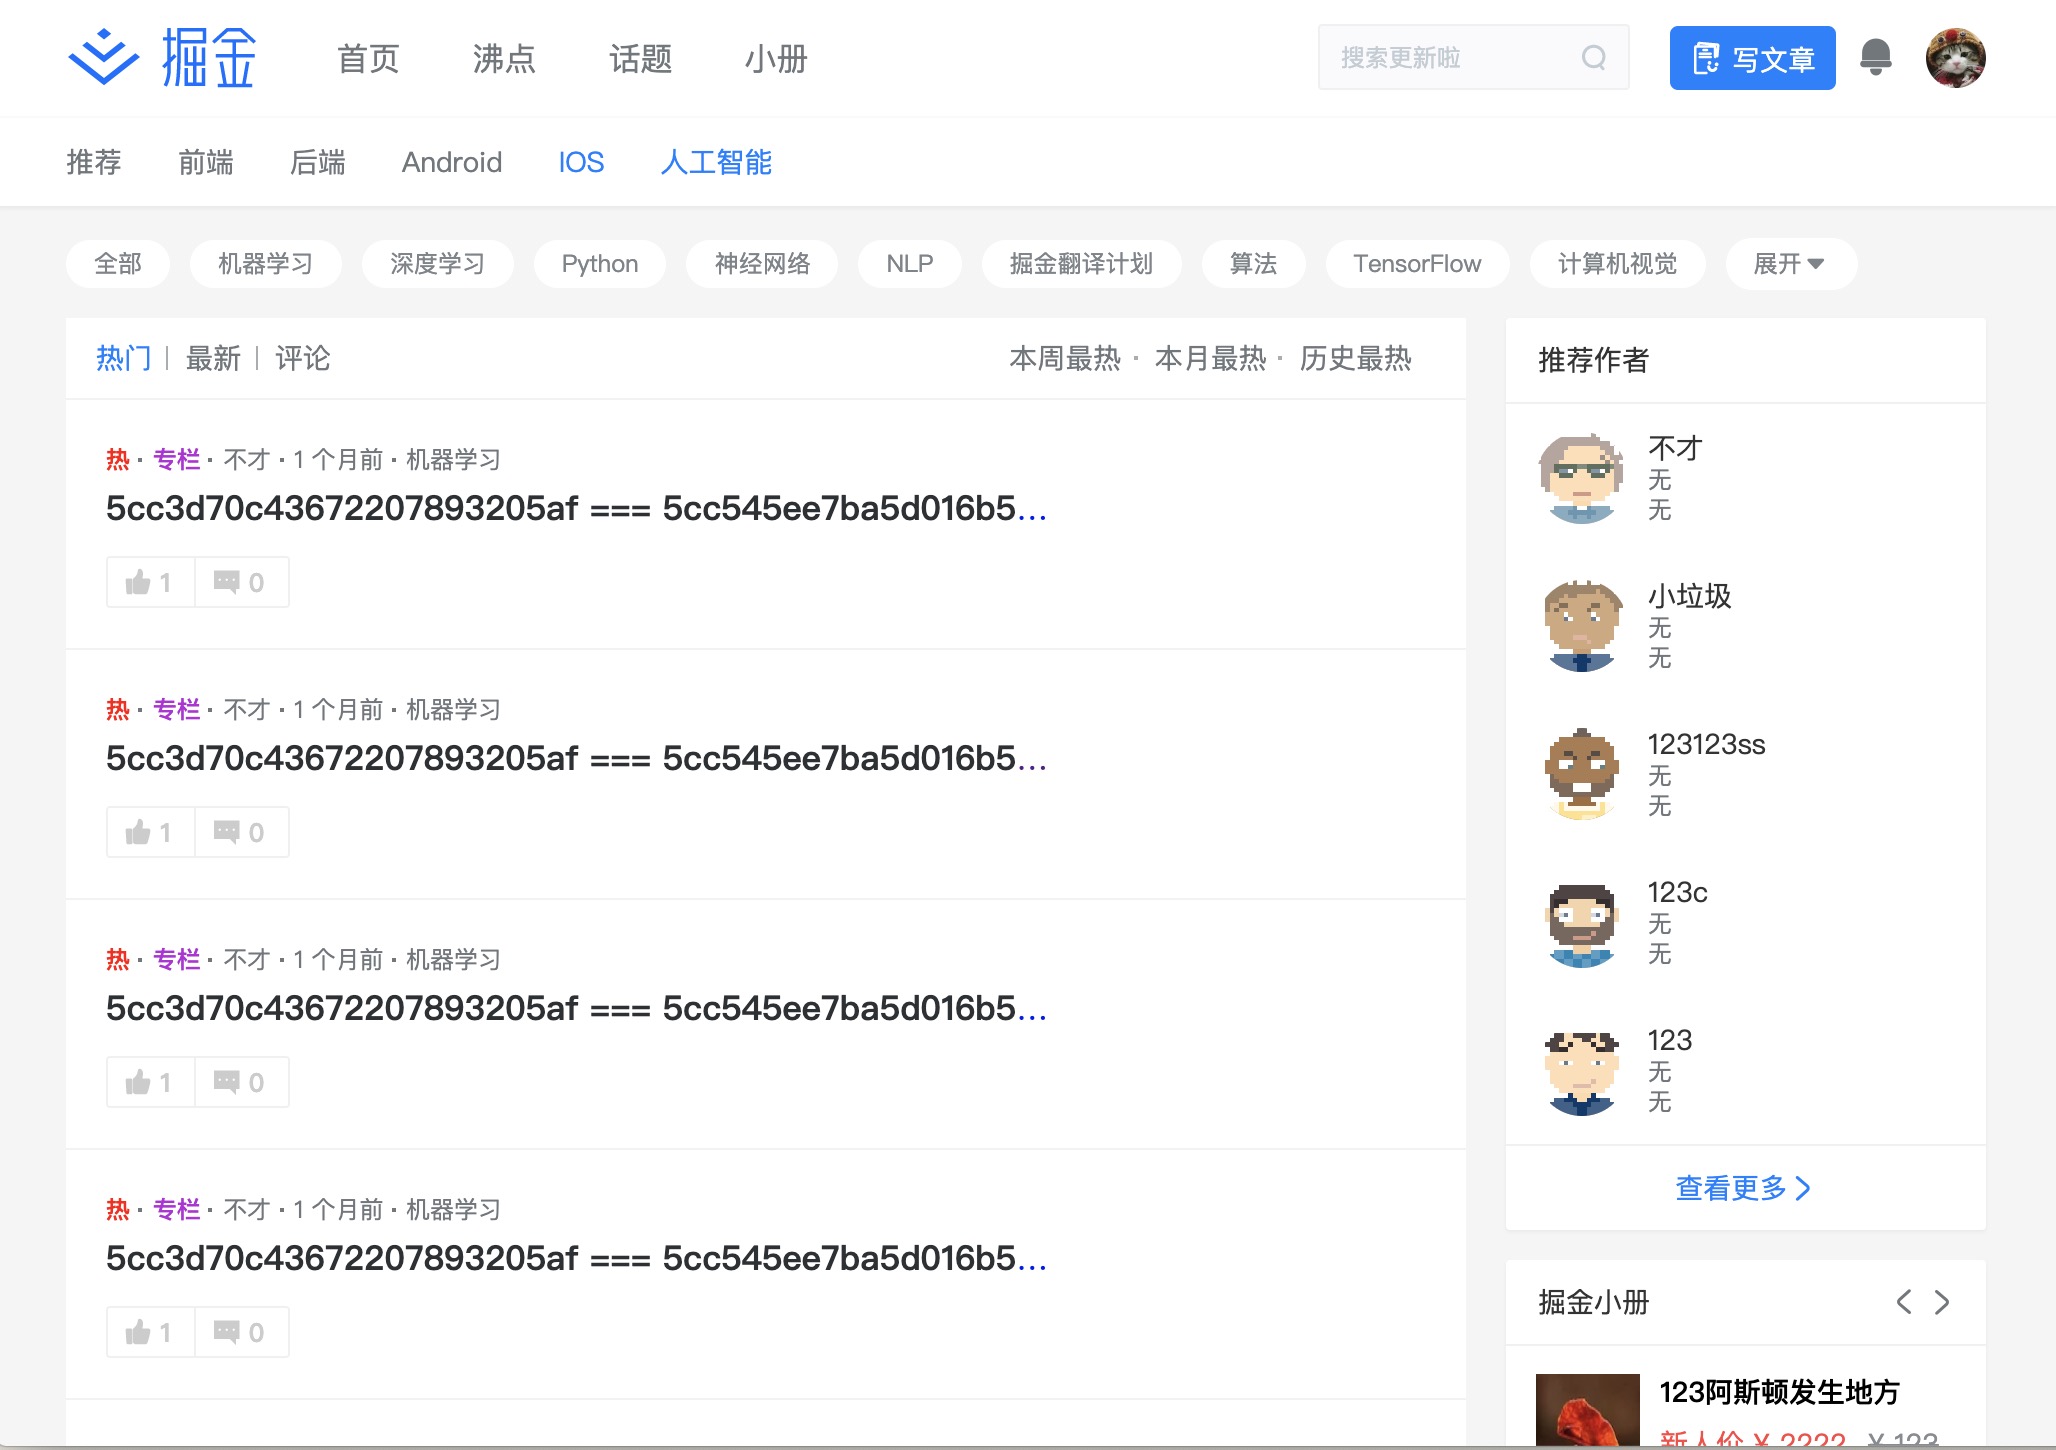 掘金 首页 沸点 话题 小册 搜索更新啦 写文章
推荐 前端 后端 Android IOS 人工智能
全部 机器学习 深度学习 Python 神经网络 NLP 掘金翻译计划 算法 TensorFlow 计算机视觉 展开
热门 | 最新 | 评论 本周最热 · 本月最热 · 历史最热
热 · 专栏 · 不才 · 1 个月前 · 机器学习
5cc3d70c43672207893205af === 5cc545ee7ba5d016b5...
1 0
热 · 专栏 · 不才 · 1 个月前 · 机器学习
5cc3d70c43672207893205af === 5cc545ee7ba5d016b5...
1 0
热 · 专栏 · 不才 · 1 个月前 · 机器学习
5cc3d70c43672207893205af === 5cc545ee7ba5d016b5...
1 0
热 · 专栏 · 不才 · 1 个月前 · 机器学习
5cc3d70c43672207893205af === 5cc545ee7ba5d016b5...
1 0
推荐作者
不才
无
无
小垃圾
无
无
123123ss
无
无
123c
无
无
123
无
无
查看更多
掘金小册
123阿斯顿发生地方
新人价 ¥ 2222 ¥ 123